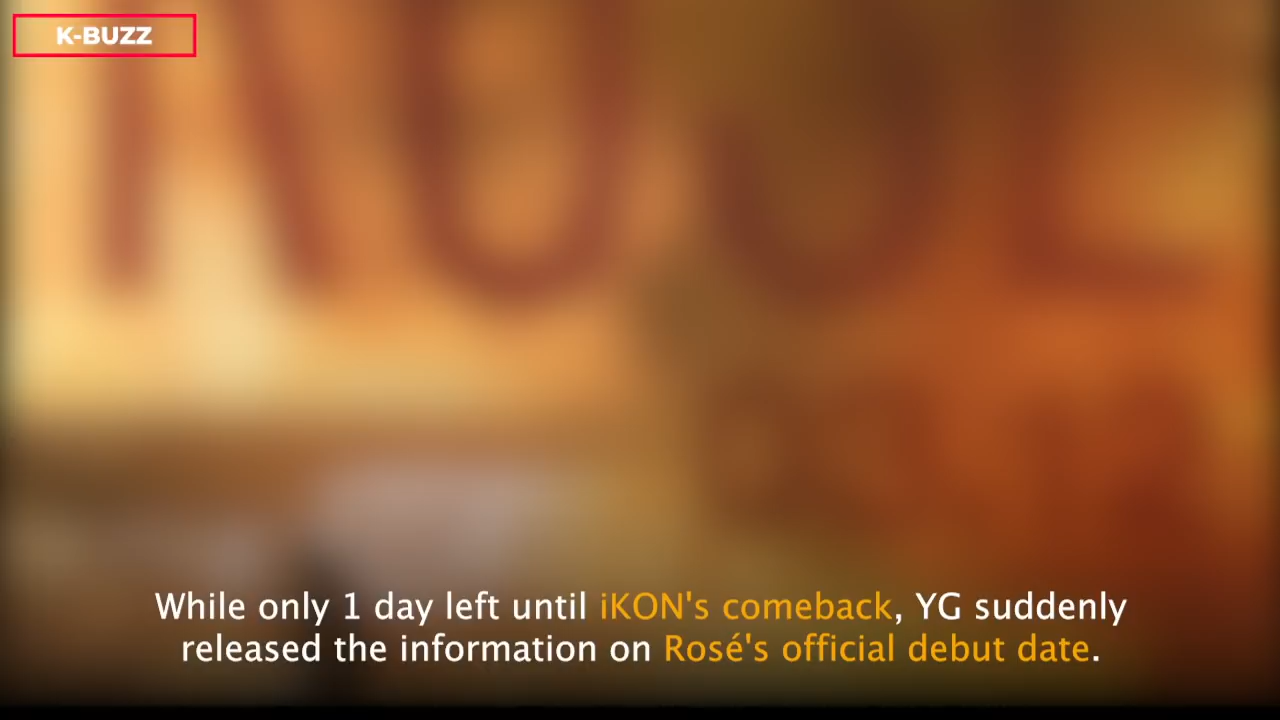 K-BUZZ
While only 1 day left until iKON's comeback, YG suddenly
released the information on Rosé's official debut date.